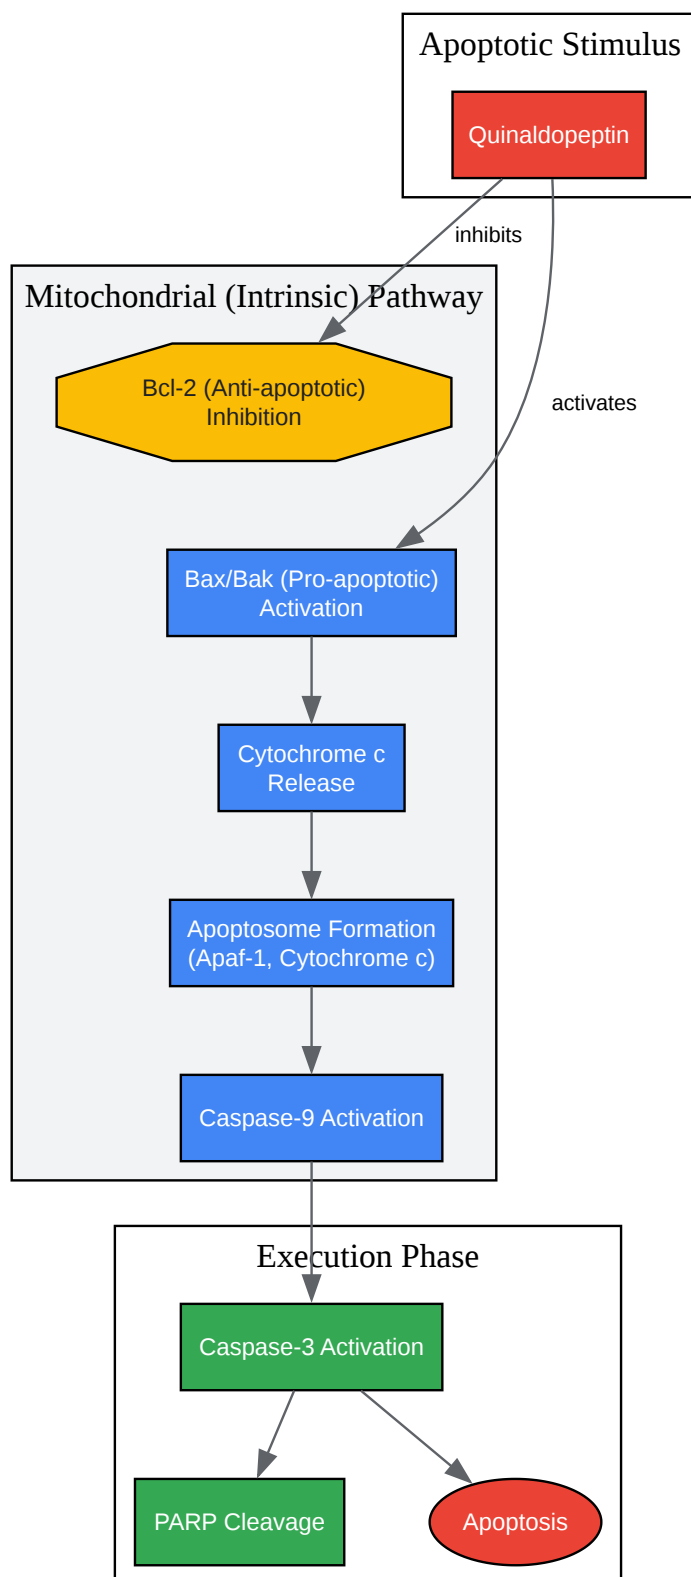 Apoptotic Stimulus
Quinaldopeptin
inhibits
Mitochondrial (Intrinsic) Pathway
Bcl-2 (Anti-apoptotic)
Inhibition
activates
Bax/Bak (Pro-apoptotic)
Activation
Cytochrome c
Release
Apoptosome Formation
(Apaf-1, Cytochrome c)
Caspase-9 Activation
Execution Phase
Caspase-3 Activation
PARP Cleavage
Apoptosis